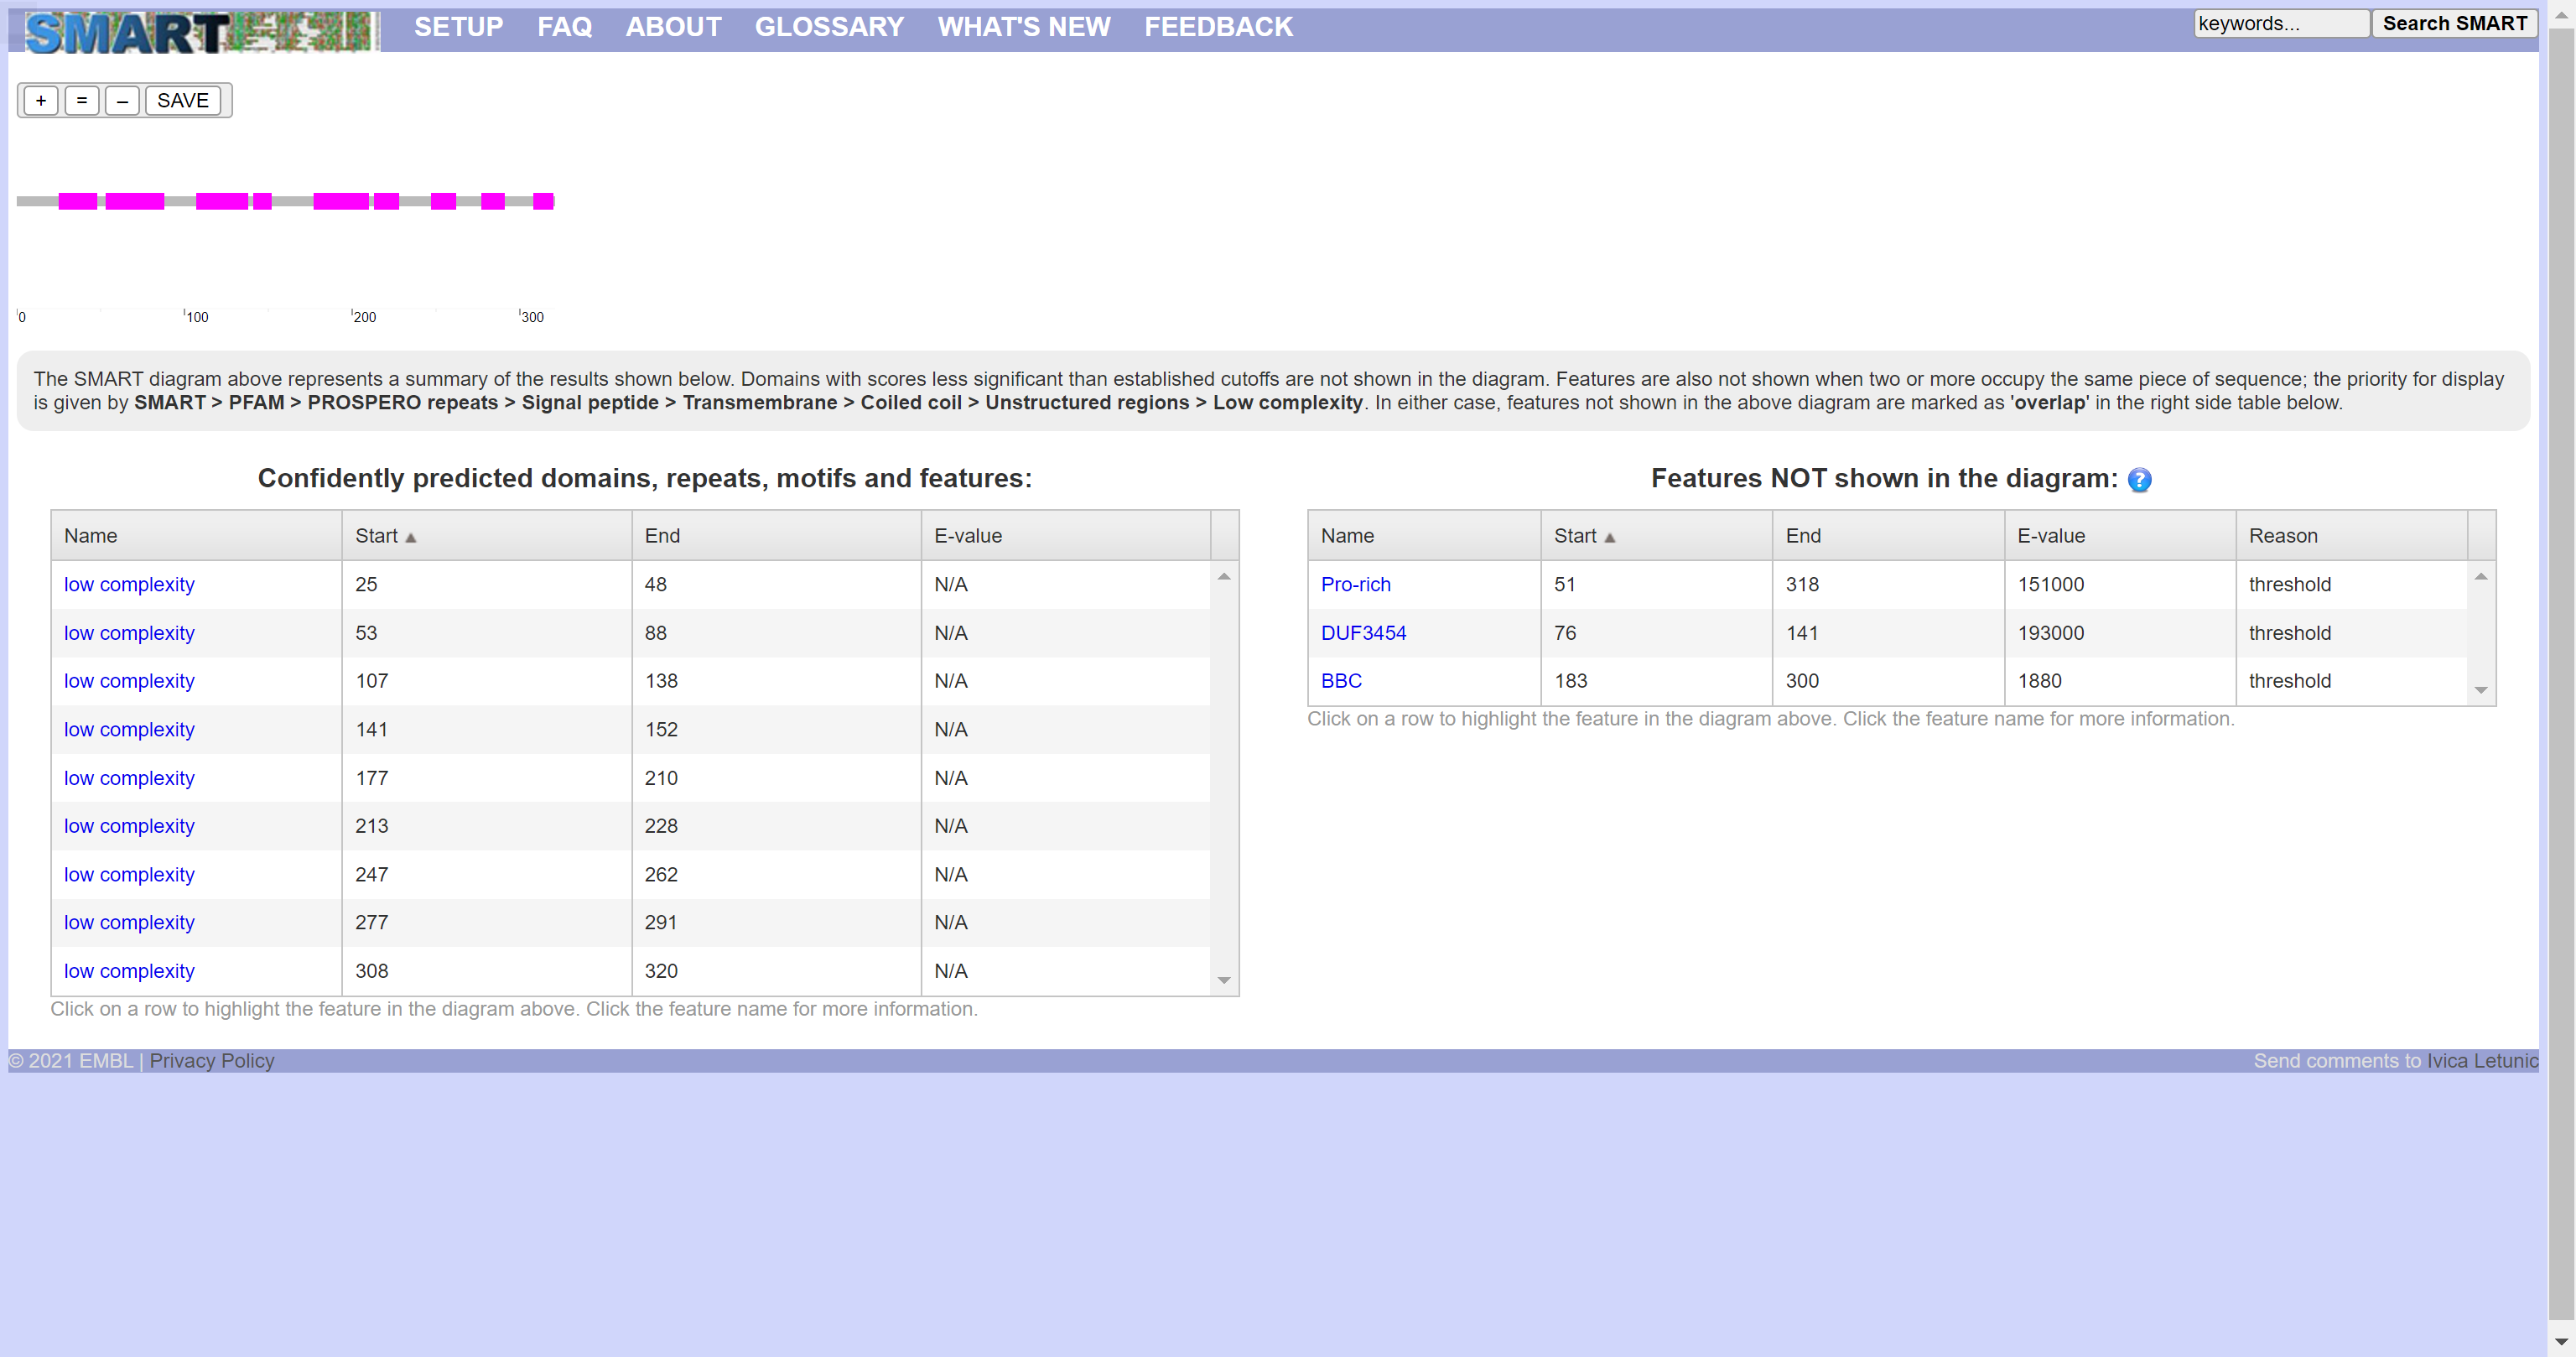 SMART SETUP FAQ ABOUT GLOSSARY WHAT'S NEW FEEDBACK keywords... Search SMART
+ = – SAVE
0 100 200 300
The SMART diagram above represents a summary of the results shown below. Domains with scores less significant than established cutoffs are not shown in the diagram. Features are also not shown when two or more occupy the same piece of sequence; the priority for display
is given by SMART > PFAM > PROSPERO repeats > Signal peptide > Transmembrane > Coiled coil > Unstructured regions > Low complexity. In either case, features not shown in the above diagram are marked as 'overlap' in the right side table below.
Confidently predicted domains, repeats, motifs and features:
Name Start End E-value
low complexity 25 48 N/A
low complexity 53 88 N/A
low complexity 107 138 N/A
low complexity 141 152 N/A
low complexity 177 210 N/A
low complexity 213 228 N/A
low complexity 247 262 N/A
low complexity 277 291 N/A
low complexity 308 320 N/A
Click on a row to highlight the feature in the diagram above. Click the feature name for more information.
Features NOT shown in the diagram: ?
Name Start End E-value Reason
Pro-rich 51 318 151000 threshold
DUF3454 76 141 193000 threshold
BBC 183 300 1880 threshold
Click on a row to highlight the feature in the diagram above. Click the feature name for more information.
© 2021 EMBL | Privacy Policy Send comments to Ivica Letunic